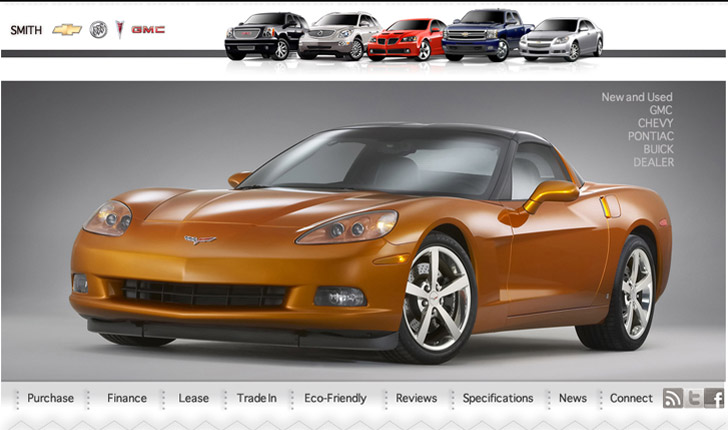 SMITH GMC
New and Used
GMC
CHEVY
PONTIAC
BUICK
DEALER
Purchase Finance Lease Trade In Eco-Friendly Reviews Specifications News Connect